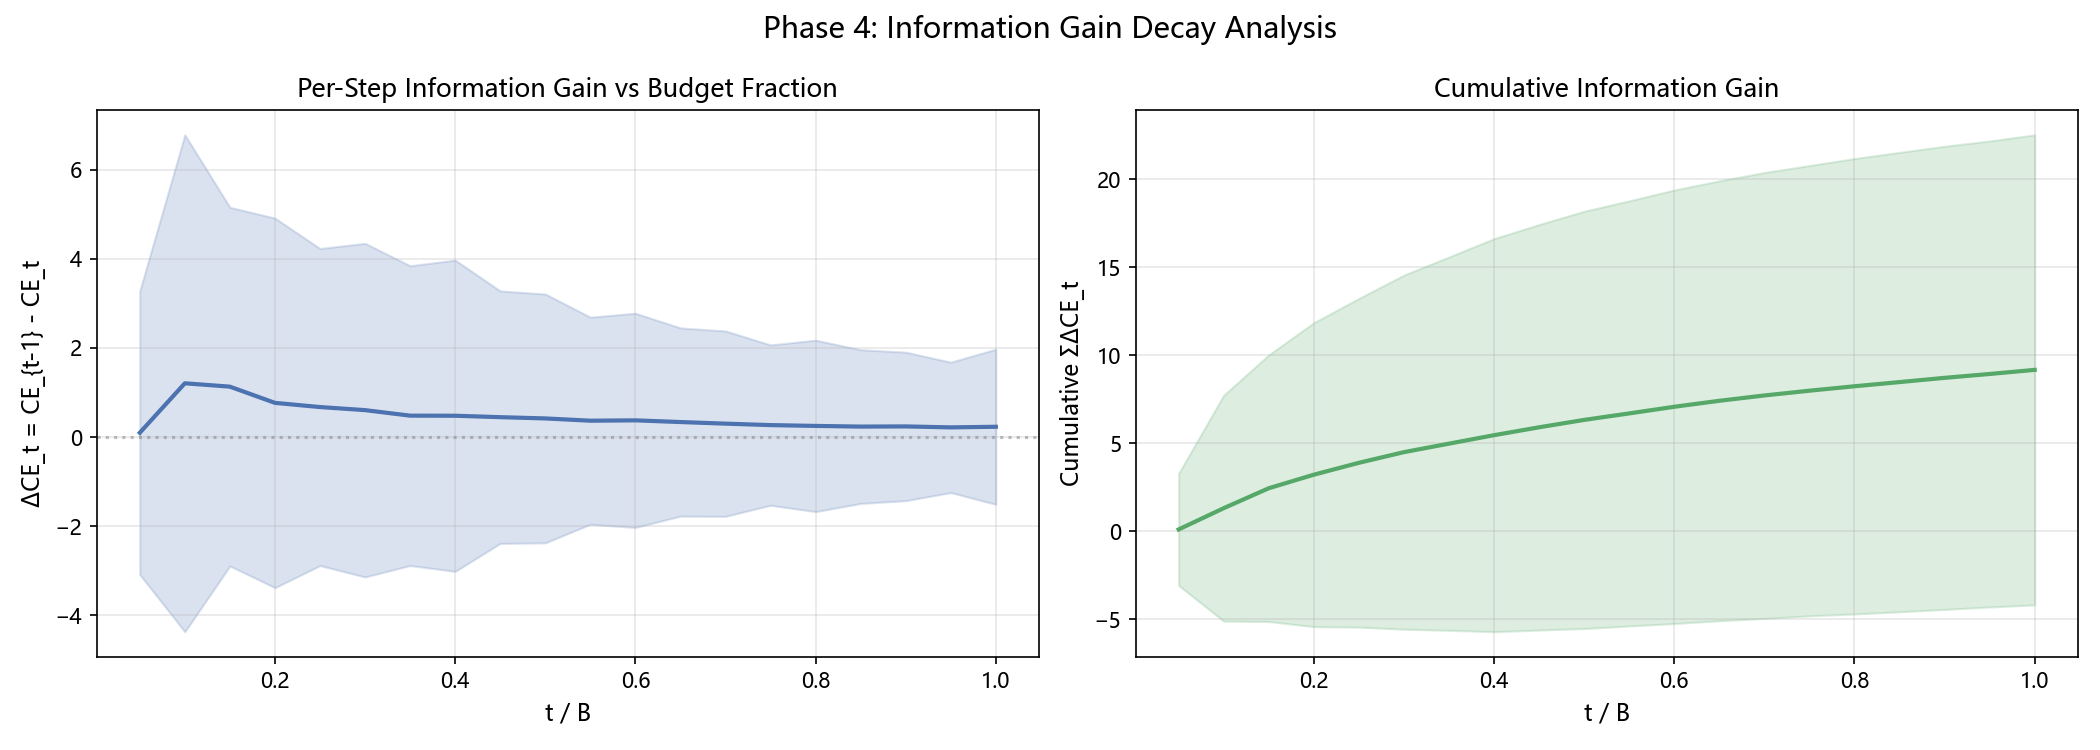 Phase 4: Information Gain Decay Analysis
Per-Step Information Gain vs Budget Fraction
ΔCE_t = CE_{t-1} - CE_t
6
4
2
0
−2
−4
0.2 0.4 0.6 0.8 1.0
t / B
Cumulative Information Gain
Cumulative ΣΔCE_t
20
15
10
5
0
−5
0.2 0.4 0.6 0.8 1.0
t / B